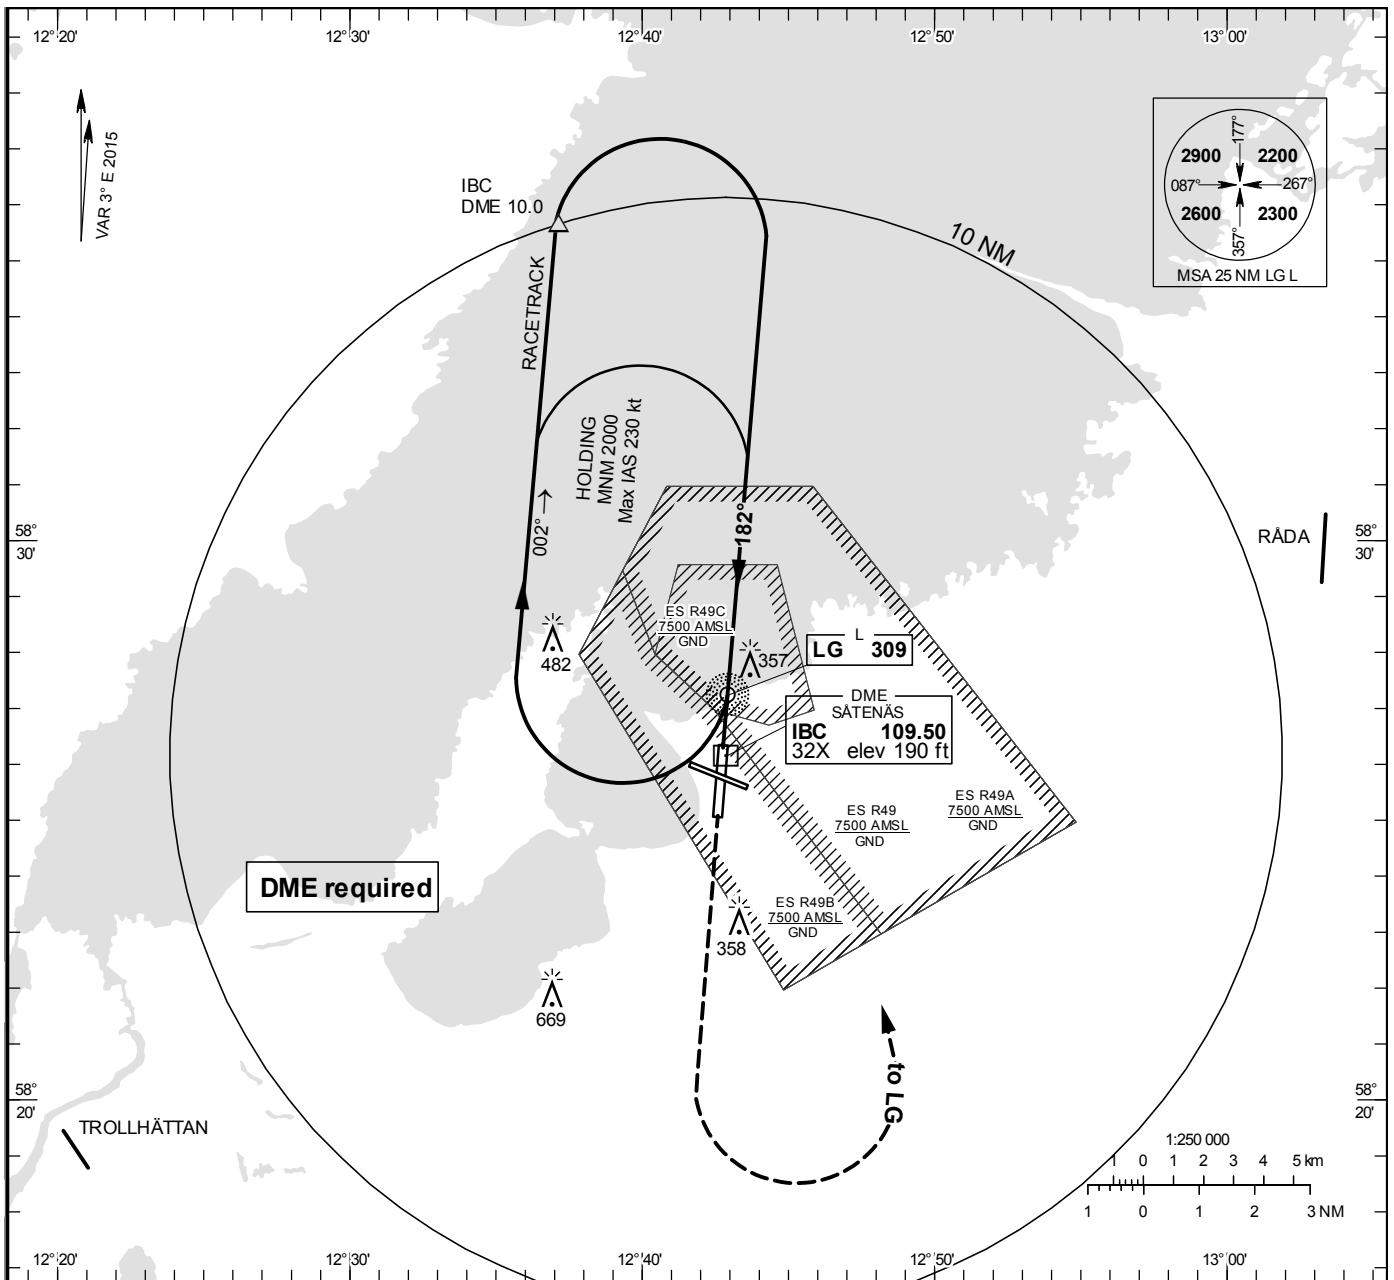 12°20'
12°30'
12°40'
12°50'
13°00'
VAR 3° E 2015
IBC
DME 10.0
10 NM
177°
2900
2200
087°
267°
2600
2300
357°
MSA 25 NM LG L
RACETRACK
HOLDING
MNM 2000
Max IAS 230 kt
002°→
182°
58°
30'
58°
30'
RÅDA
ES R49C
7500 AMSL
GND
482
357
L
LG 309
DME
SÅTENÄS
IBC 109.50
32X elev 190 ft
ES R49A
7500 AMSL
GND
ES R49
7500 AMSL
GND
DME required
ES R49B
7500 AMSL
GND
358
669
to LG
58°
20'
58°
20'
TROLLHÄTTAN
1:250 000
1 0 1 2 3 4 5 km
1 0 1 2 3 NM
12°20'
12°30'
12°40'
12°50'
13°00'